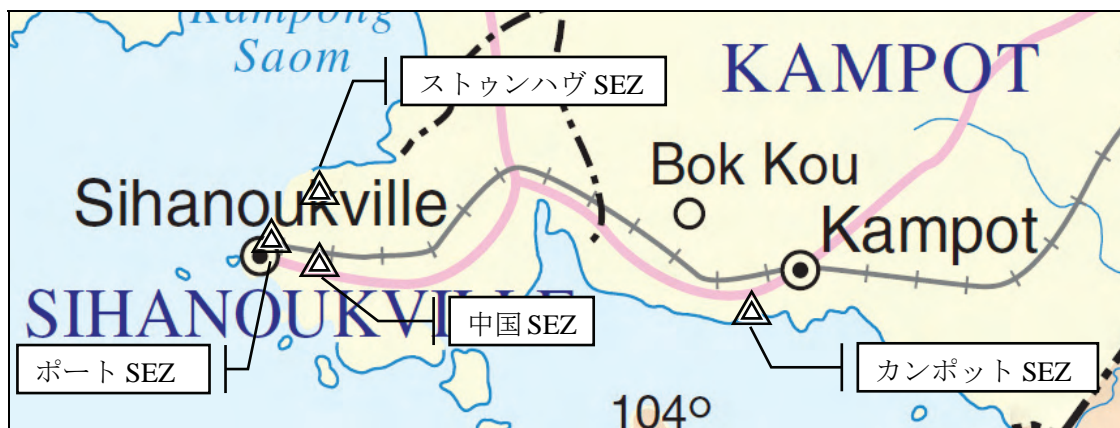 Kampong
Saom
ストゥンハヴ SEZ
KAMPOT
Bok Kou
Sihanoukville
Kampot
SIHANOUKVILLE
中国 SEZ
ポート SEZ
カンポット SEZ
104o